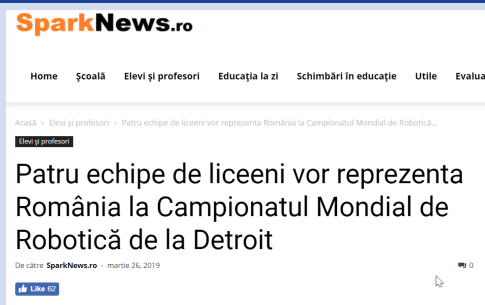 SparkNews.ro
Home Școală Elevi și profesori Educația la zi Schimbări în educație Utile Evalua
Acasă › Elevi și profesori › Patru echipe de liceeni vor reprezenta România la Campionatul Mondial de Robotică...
Elevi și profesori
Patru echipe de liceeni vor reprezenta
România la Campionatul Mondial de
Robotică de la Detroit
De către SparkNews.ro - martie 26, 2019 0
Like 62